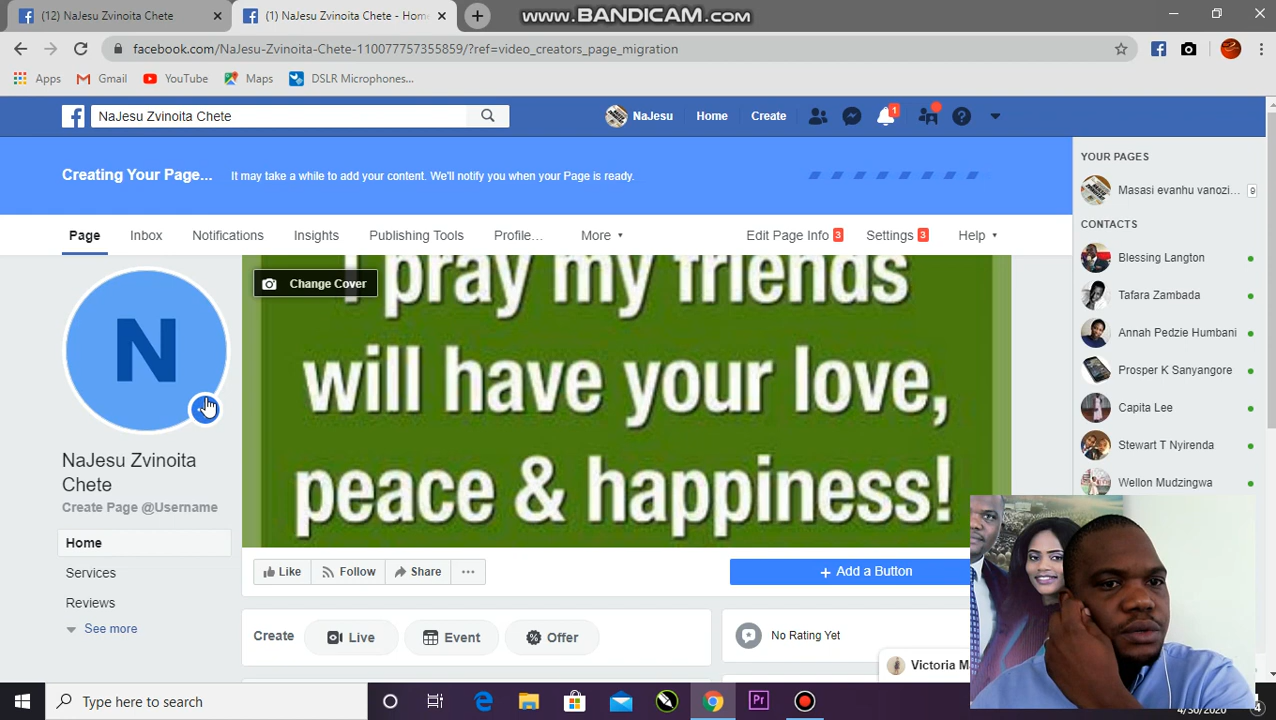 (12) NaJesu Zvinoita Chete
(1) NaJesu Zvinoita Chete - Hom
www.BANDICAM.com
facebook.com/NaJesu-Zvinoita-Chete-110077757355859/?ref=video_creators_page_migration
Apps Gmail YouTube Maps DSLR Microphones...
NaJesu Zvinoita Chete
NaJesu Home Create 1
Creating Your Page... It may take a while to add your content. We'll notify you when your Page is ready.
YOUR PAGES
Masasi evanhu vanozi... 9
CONTACTS
Blessing Langton
Tafara Zambada
Annah Pedzie Humbani
Prosper K Sanyangore
Capita Lee
Stewart T Nyirenda
Wellon Mudzingwa
Page Inbox Notifications Insights Publishing Tools Profile... More Edit Page Info 3 Settings 3 Help
Change Cover
I pray my friends
will have your love,
peace & happiness!
N
NaJesu Zvinoita
Chete
Create Page @Username
Home
Services
Reviews
See more
Like Follow Share ...
+ Add a Button
Create Live Event Offer
No Rating Yet
Victoria M
Type here to search
Pr
4/30/2020
4